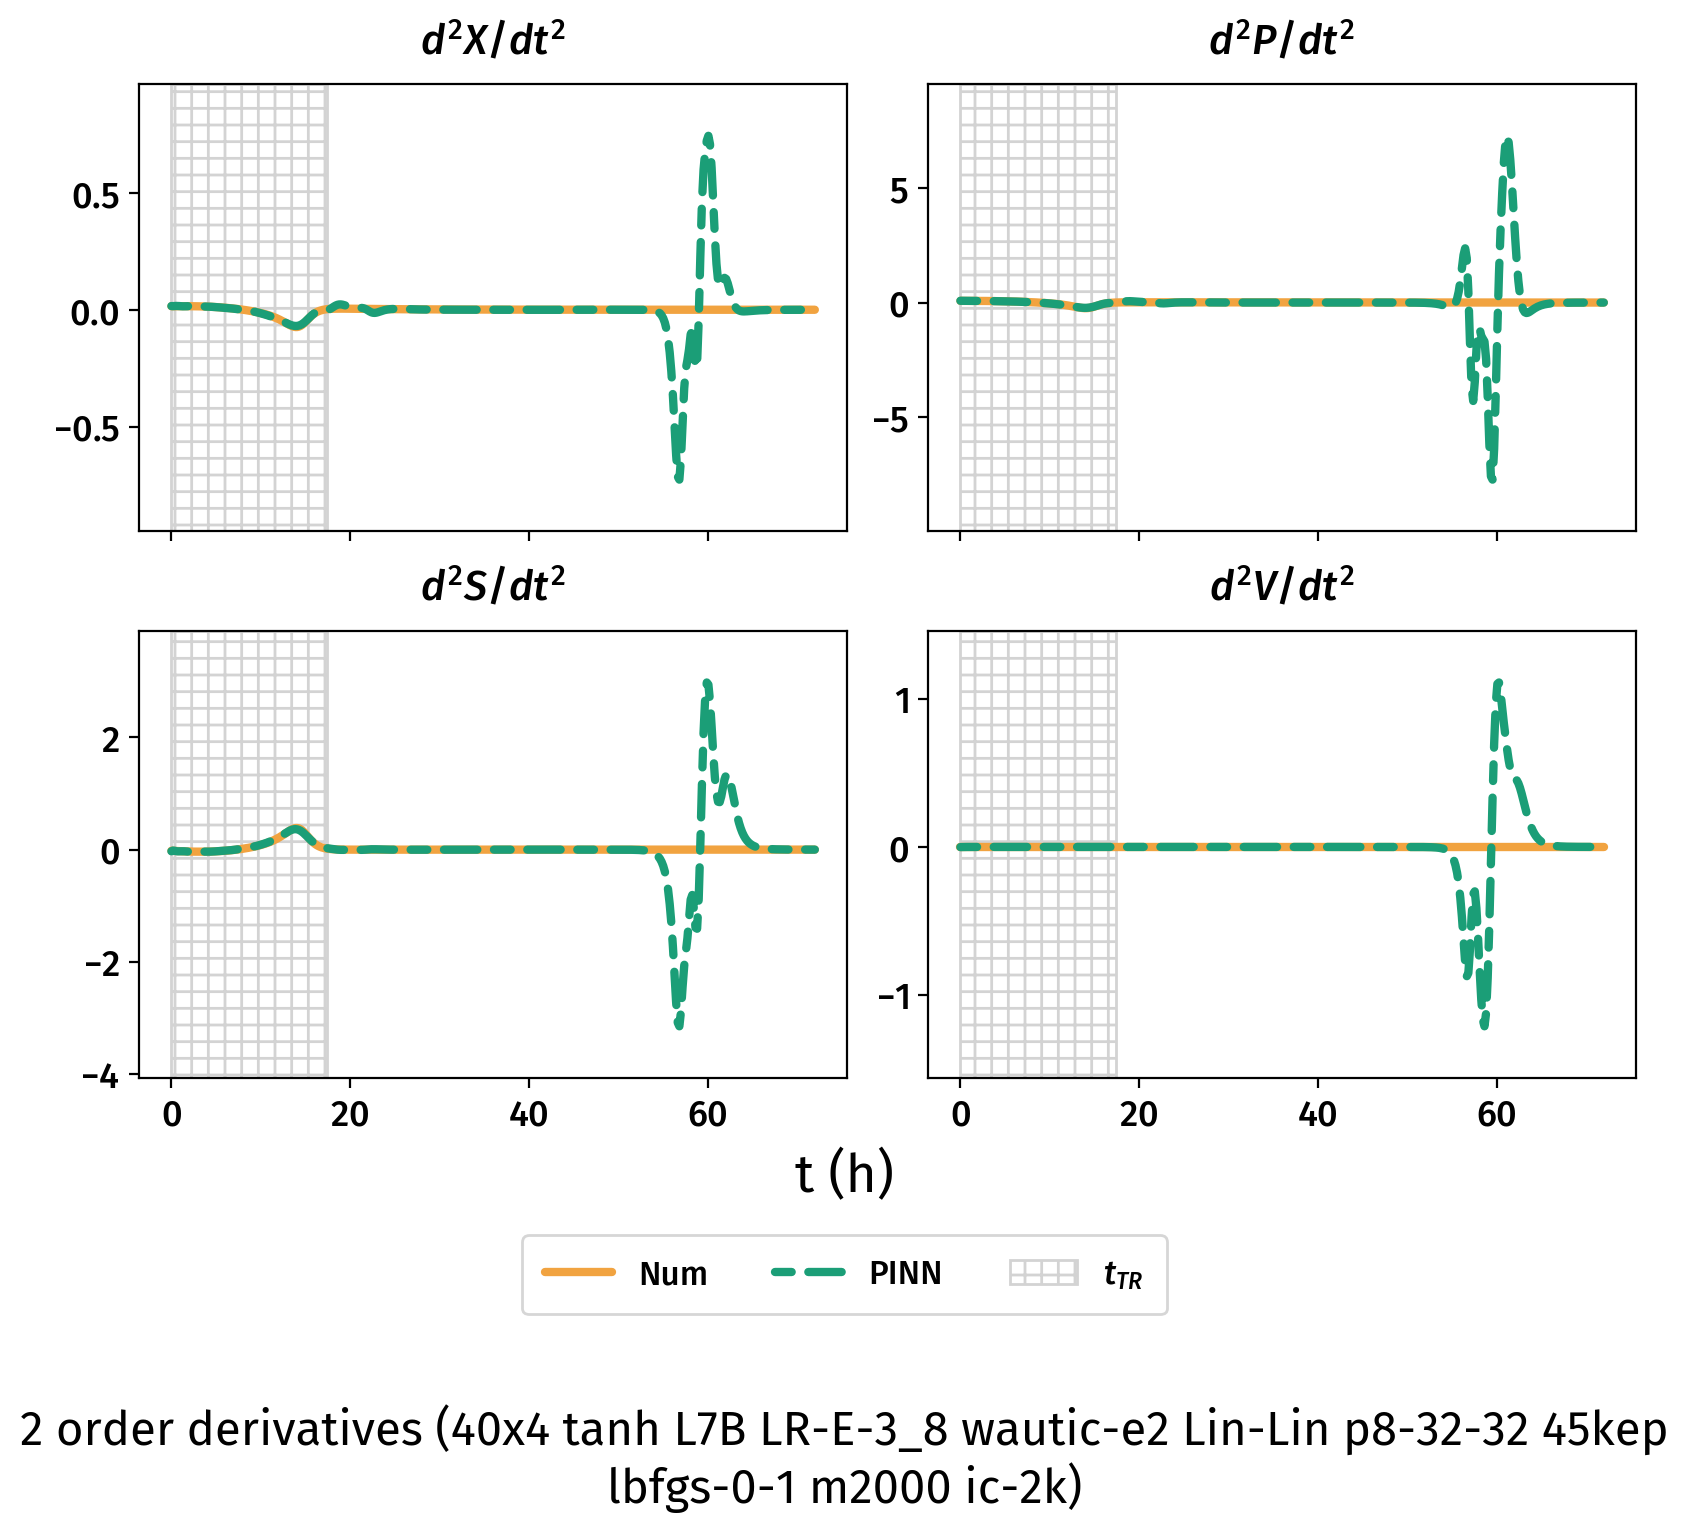 d²X/dt²
d²P/dt²
0.5
0.0
−0.5
5
0
−5
d²S/dt²
d²V/dt²
2
0
−2
−4
0
20
40
60
1
0
−1
0
20
40
60
t (h)
Num
PINN
t_TR
2 order derivatives (40x4 tanh L7B LR-E-3_8 wautic-e2 Lin-Lin p8-32-32 45kep
lbfgs-0-1 m2000 ic-2k)